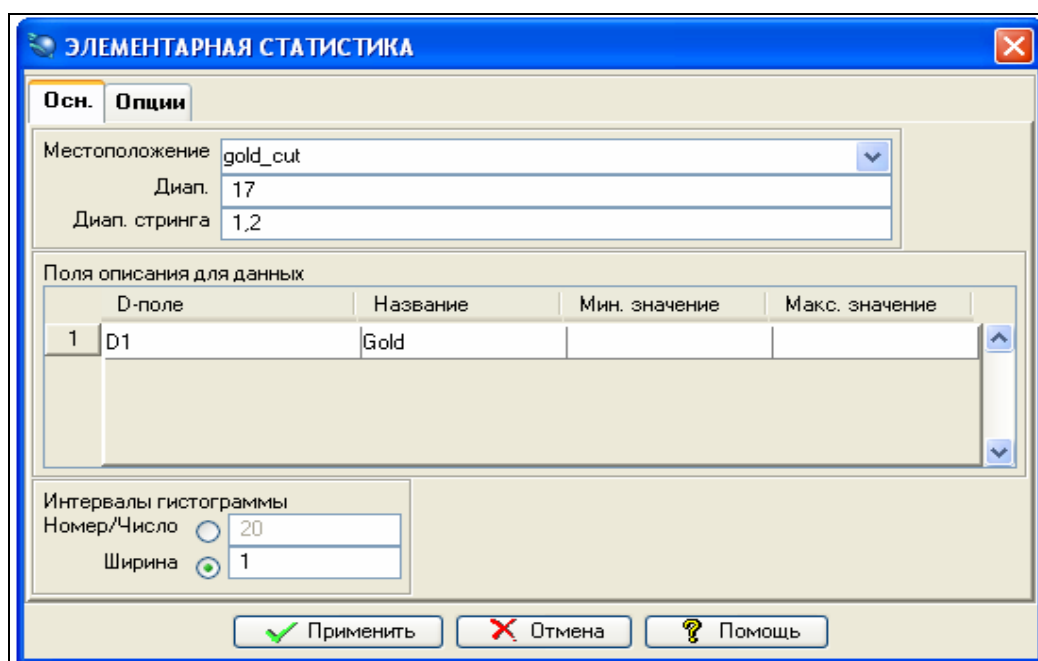 ЭЛЕМЕНТАРНАЯ СТАТИСТИКА
Осн. Опции
Местоположение gold_cut
Диап. 17
Диап. стринга 1,2
Поля описания для данных
D-поле Название Мин. значение Макс. значение
1 D1 Gold
Интервалы гистограммы
Номер/Число 20
Ширина 1
Применить Отмена Помощь